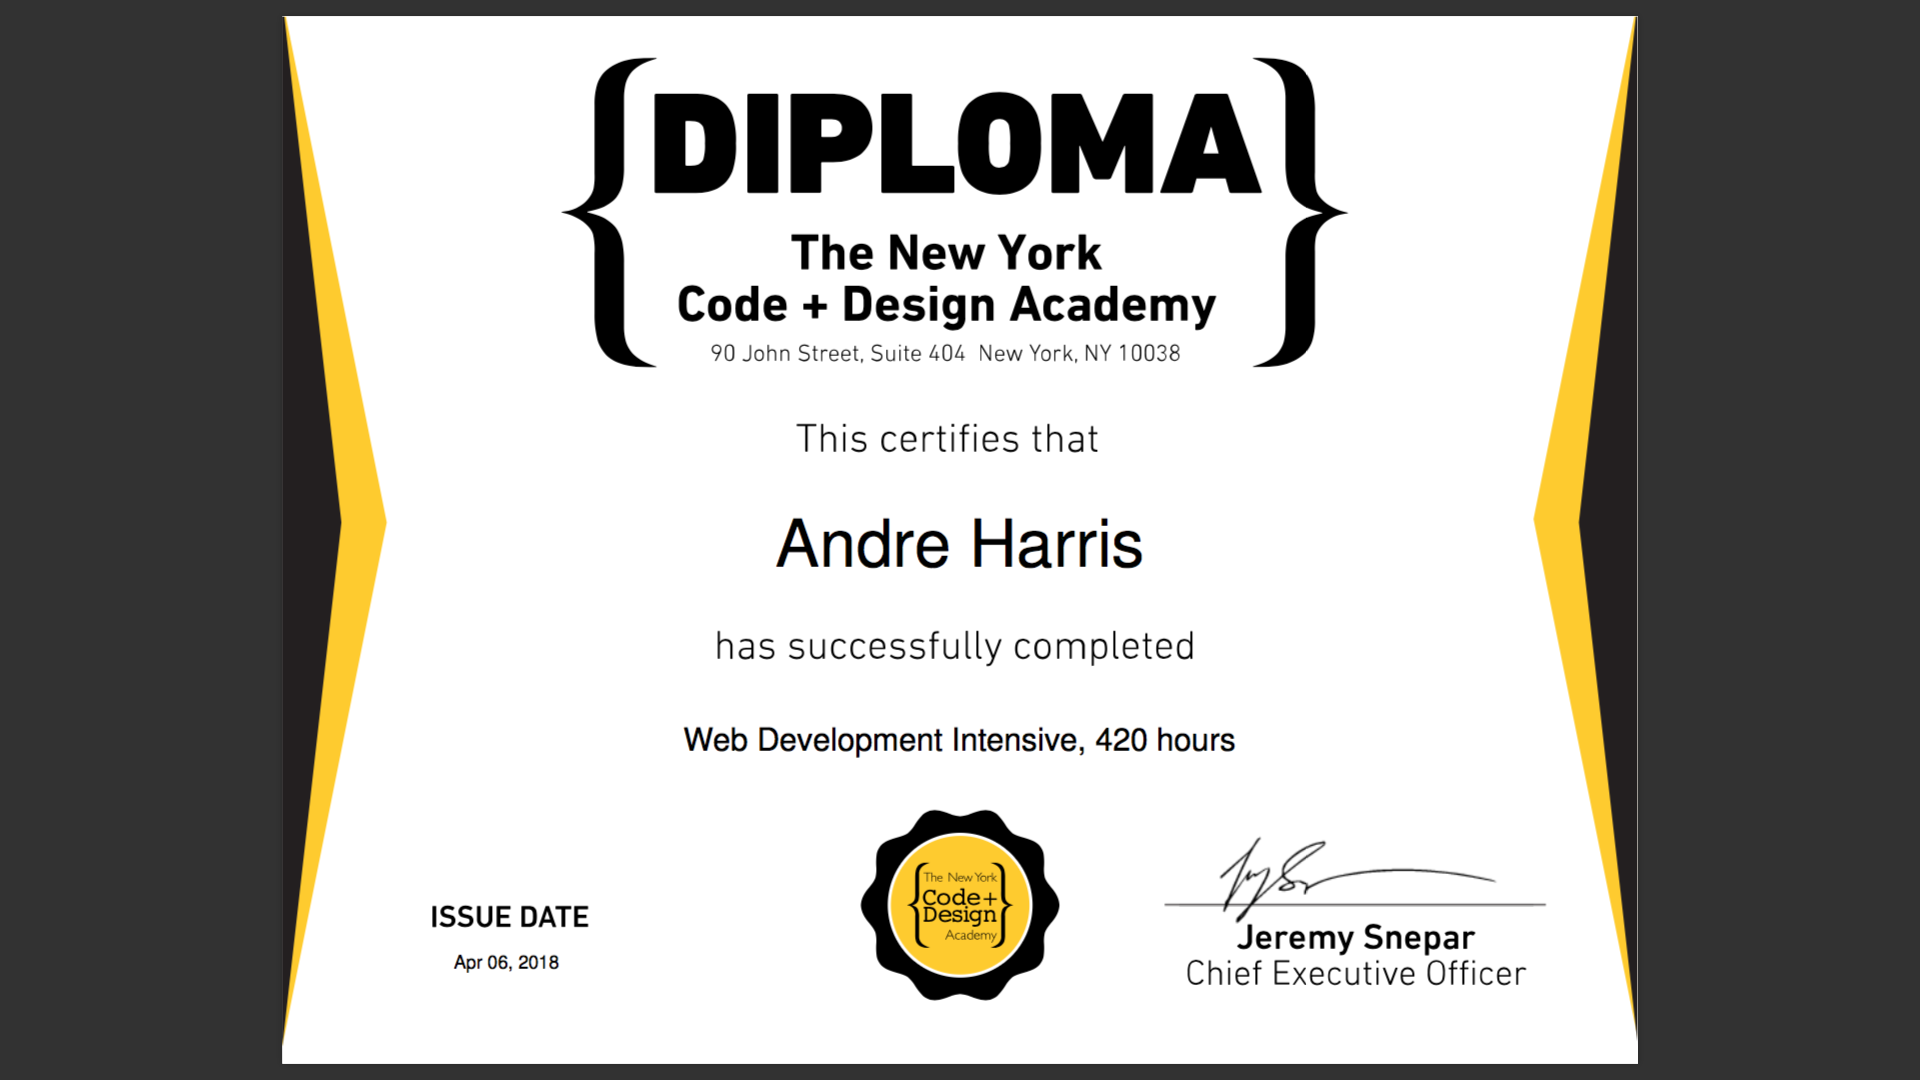 {DIPLOMA}
The New York
Code + Design Academy
90 John Street, Suite 404 New York, NY 10038
This certifies that
Andre Harris
has successfully completed
Web Development Intensive, 420 hours
The New York
{Code+
Design}
Academy
ISSUE DATE
Apr 06, 2018
Jeremy Snepar
Chief Executive Officer